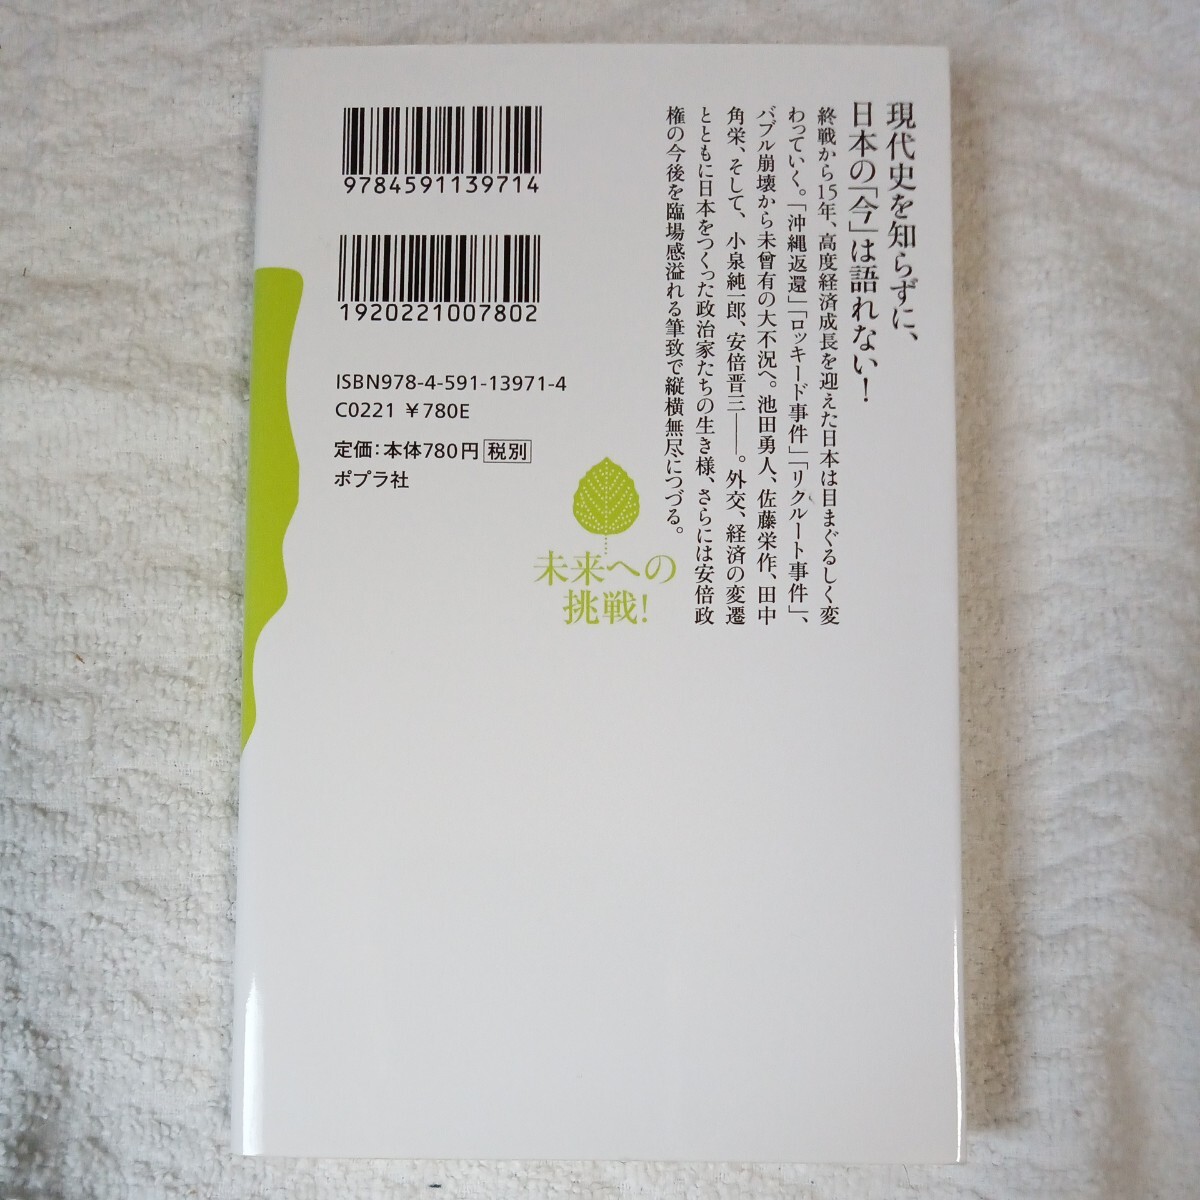 現代史を知らずに、
日本の「今」は語れない！
終戦から15年、高度経済成長を迎えた日本は目まぐるしく変
わっていく。「沖縄返還」「ロッキード事件」「リクルート事件」、
バブル崩壊から未曾有の大不況へ。池田勇人、佐藤栄作、田中
角栄、そして、小泉純一郎、安倍晋三――。外交、経済の変遷
とともに日本をつくった政治家たちの生き様、さらには安倍政
権の今後を臨場感溢れる筆致で縦横無尽につづる。
9784591139714
1920221007802
ISBN978-4-591-13971-4
C0221 ￥780E
定価：本体780円 税別
ポプラ社
未来への
挑戦！